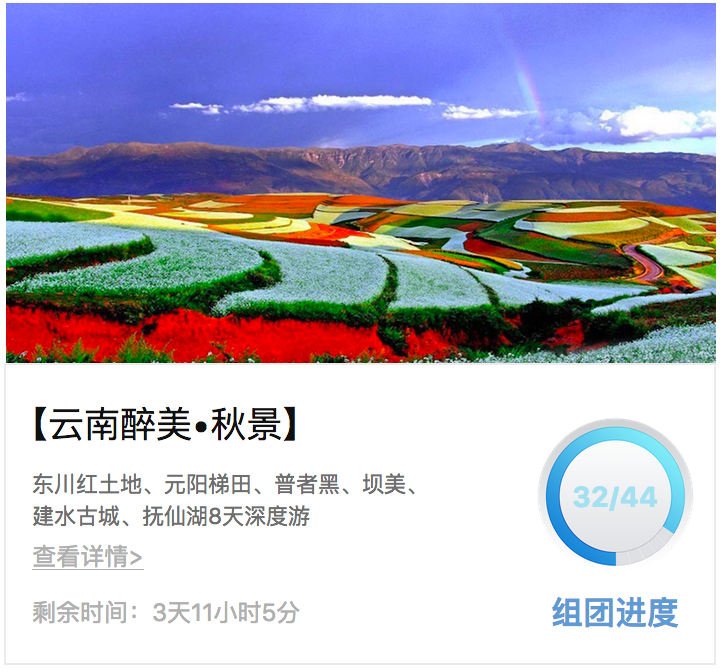 【云南醉美•秋景】
东川红土地、元阳梯田、普者黑、坝美、
建水古城、抚仙湖8天深度游
查看详情>
剩余时间：3天11小时5分
32/44
组团进度